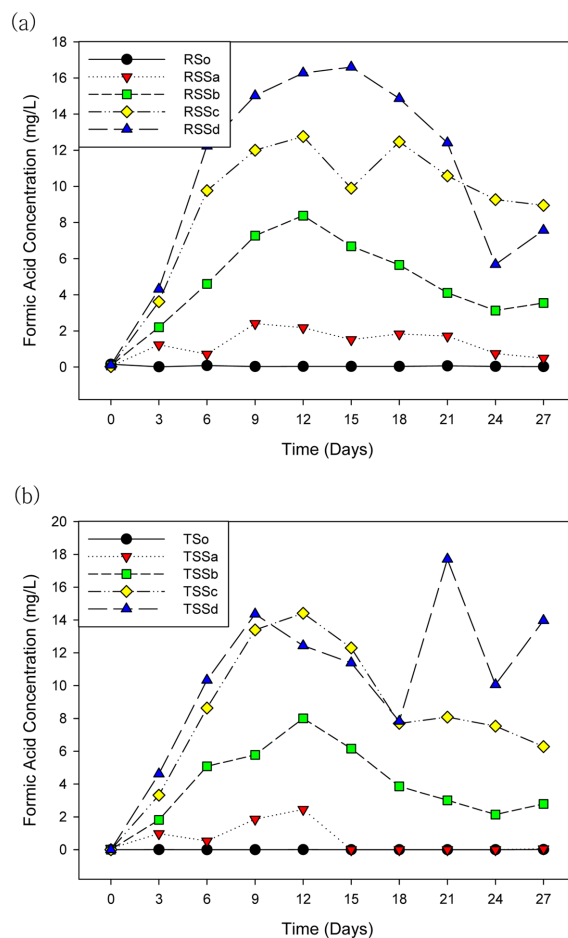 (a)
Formic Acid Concentration (mg/L)
18
16
14
12
10
8
6
4
2
0
RSo
RSSa
RSSb
RSSc
RSSd
0 3 6 9 12 15 18 21 24 27
Time (Days)
(b)
Formic Acid Concentration (mg/L)
20
18
16
14
12
10
8
6
4
2
0
TSo
TSSa
TSSb
TSSc
TSSd
0 3 6 9 12 15 18 21 24 27
Time (Days)